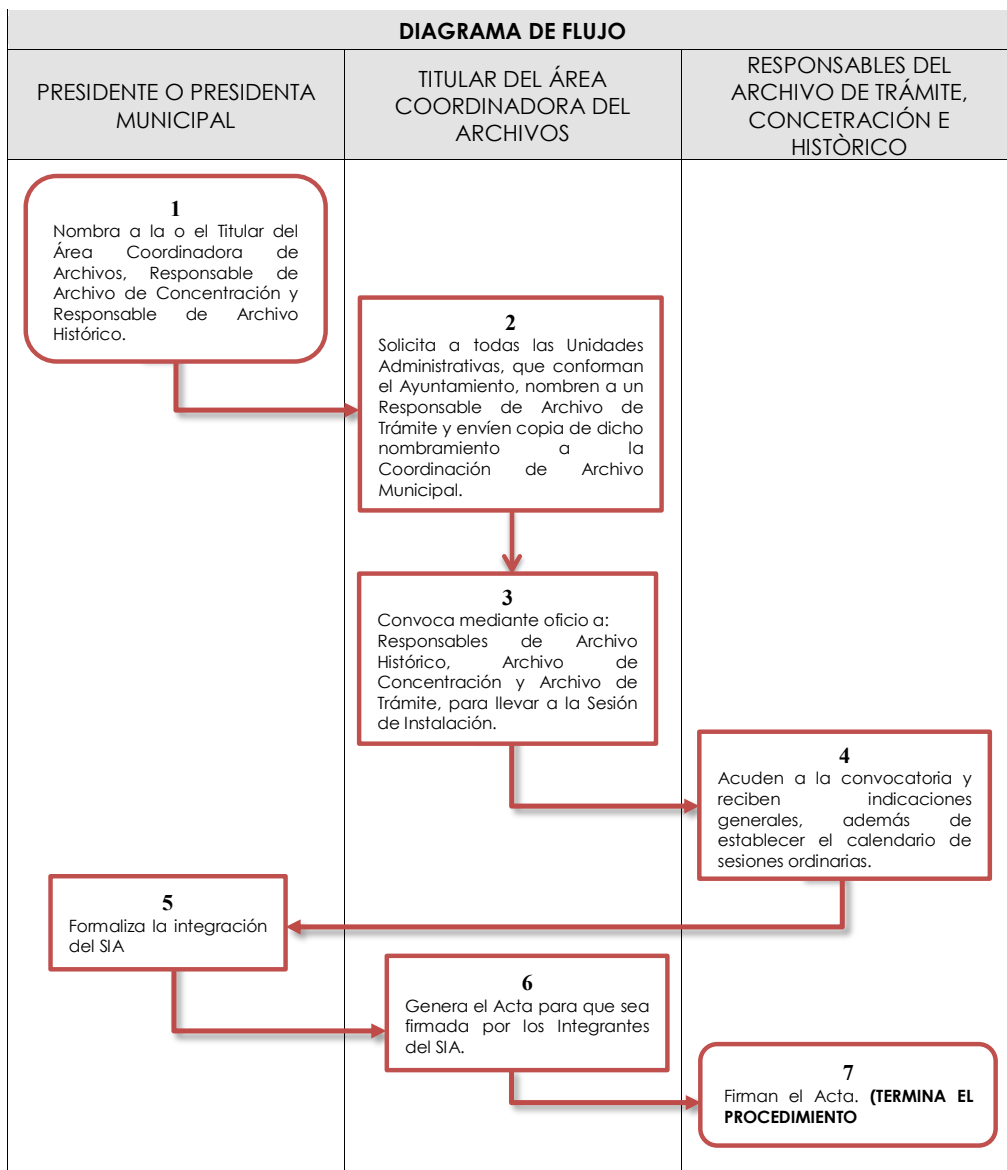 DIAGRAMA DE FLUJO
PRESIDENTE O PRESIDENTA
MUNICIPAL
TITULAR DEL ÁREA
COORDINADORA DEL
ARCHIVOS
RESPONSABLES DEL
ARCHIVO DE TRÁMITE,
CONCETRACIÓN E
HISTÒRICO
1
Nombra a la o el Titular del
Área Coordinadora de
Archivos, Responsable de
Archivo de Concentración y
Responsable de Archivo
Histórico.
2
Solicita a todas las Unidades
Administrativas, que conforman
el Ayuntamiento, nombren a un
Responsable de Archivo de
Trámite y envíen copia de dicho
nombramiento a la
Coordinación de Archivo
Municipal.
3
Convoca mediante oficio a:
Responsables de Archivo
Histórico, Archivo de
Concentración y Archivo de
Trámite, para llevar a la Sesión
de Instalación.
4
Acuden a la convocatoria y
reciben indicaciones
generales, además de
establecer el calendario de
sesiones ordinarias.
5
Formaliza la integración
del SIA
6
Genera el Acta para que sea
firmada por los Integrantes
del SIA.
7
Firman el Acta. (TERMINA EL
PROCEDIMIENTO